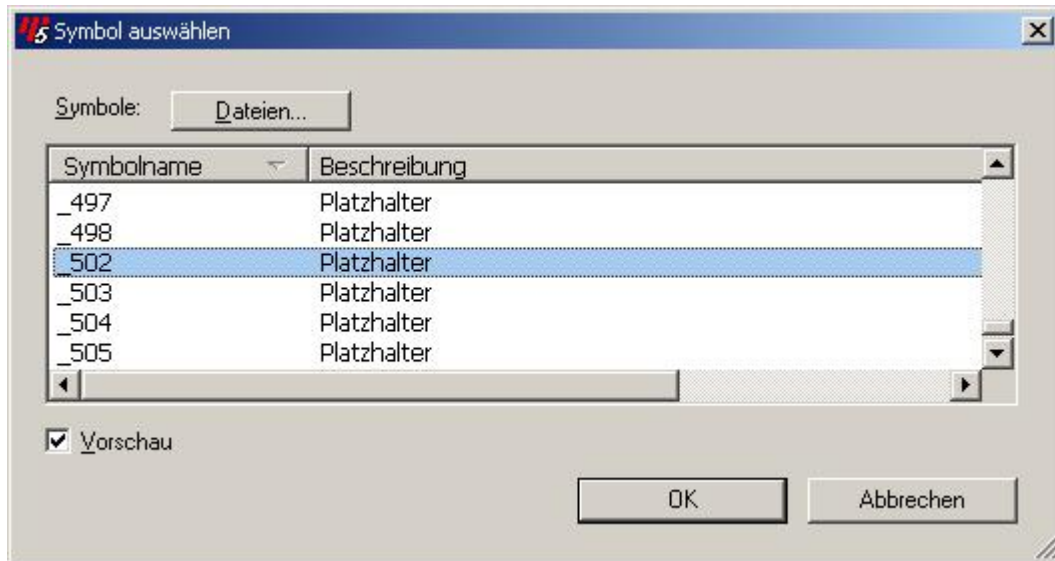 Symbol auswählen
Symbole: Dateien...
Symbolname Beschreibung
_497 Platzhalter
_498 Platzhalter
_502 Platzhalter
_503 Platzhalter
_504 Platzhalter
_505 Platzhalter
Vorschau
OK Abbrechen